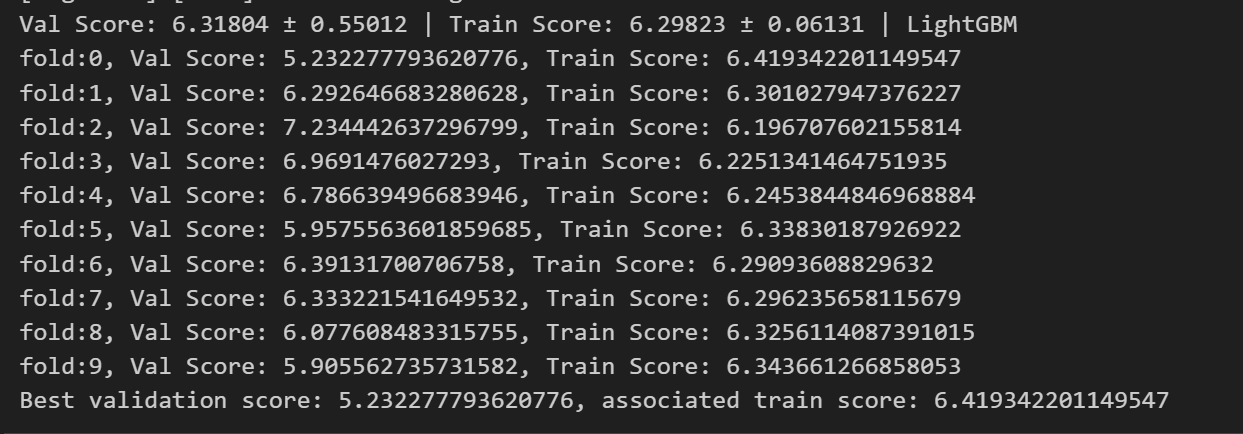 Val Score: 6.31804 ± 0.55012 | Train Score: 6.29823 ± 0.06131 | LightGBM
fold:0, Val Score: 5.232277793620776, Train Score: 6.419342201149547
fold:1, Val Score: 6.292646683280628, Train Score: 6.301027947376227
fold:2, Val Score: 7.234442637296799, Train Score: 6.196707602155814
fold:3, Val Score: 6.9691476027293, Train Score: 6.2251341464751935
fold:4, Val Score: 6.786639496683946, Train Score: 6.2453844846968884
fold:5, Val Score: 5.9575563601859685, Train Score: 6.33830187926922
fold:6, Val Score: 6.39131700706758, Train Score: 6.29093608829632
fold:7, Val Score: 6.333221541649532, Train Score: 6.296235658115679
fold:8, Val Score: 6.077608483315755, Train Score: 6.3256114087391015
fold:9, Val Score: 5.905562735731582, Train Score: 6.343661266858053
Best validation score: 5.232277793620776, associated train score: 6.419342201149547